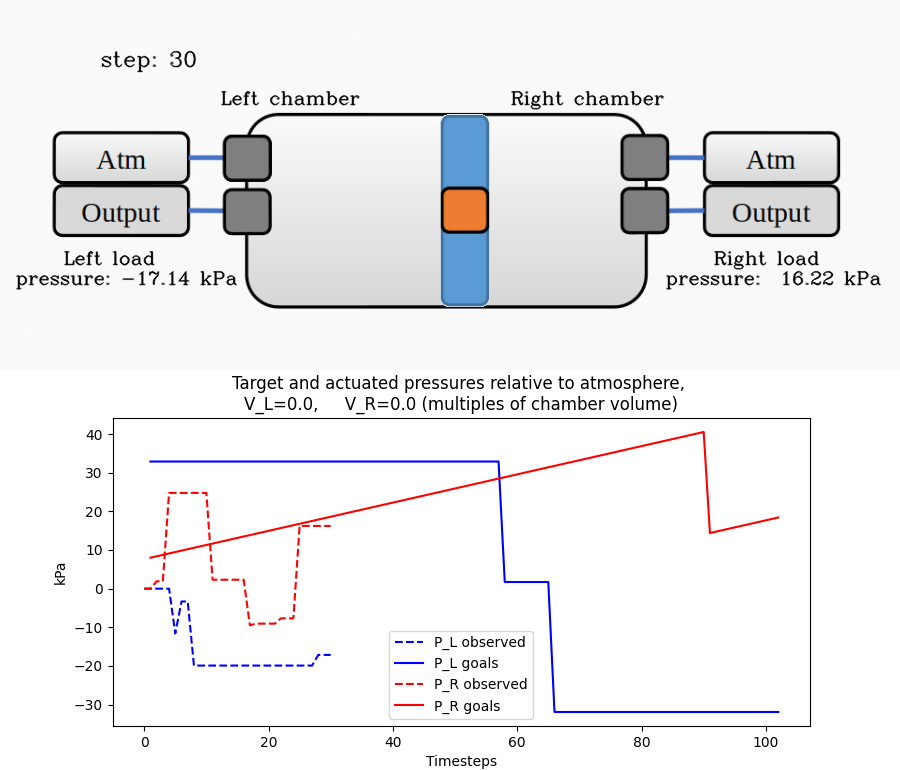 step: 30
Left chamber
Right chamber
Atm
Atm
Output
Output
Left load
pressure: −17.14 kPa
Right load
pressure: 16.22 kPa
Target and actuated pressures relative to atmosphere,
V_L=0.0, V_R=0.0 (multiples of chamber volume)
kPa
40
30
20
10
0
−10
−20
−30
P_L observed
P_L goals
P_R observed
P_R goals
0 20 40 60 80 100
Timesteps